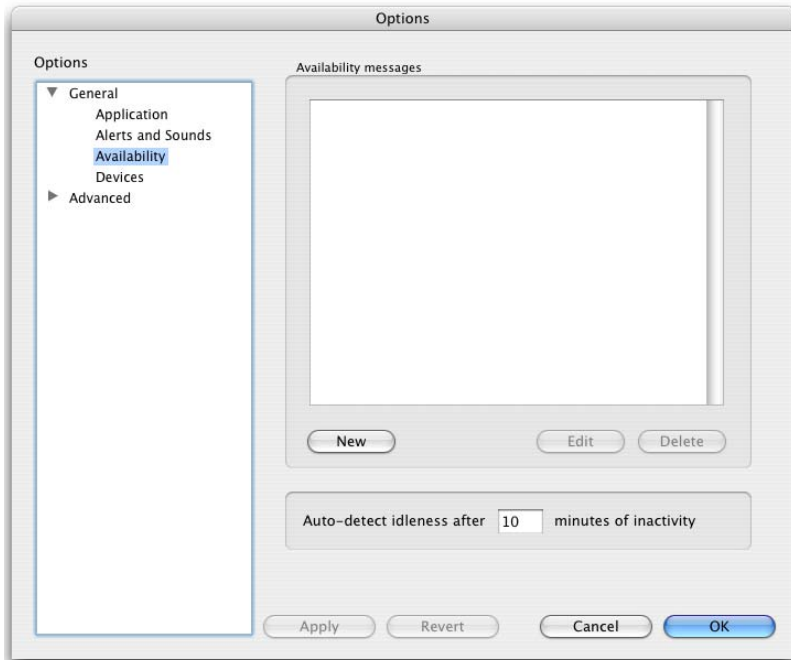 Options
Options
General
Application
Alerts and Sounds
Availability
Devices
Advanced
Availability messages
New
Edit
Delete
Auto-detect idleness after 10 minutes of inactivity
Apply
Revert
Cancel
OK